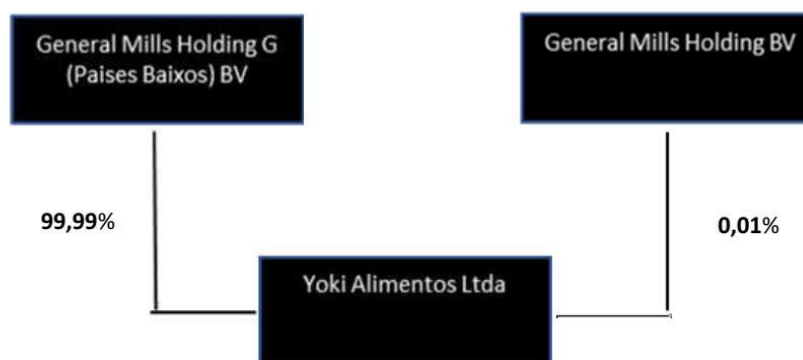 General Mills Holding G
(Paises Baixos) BV
General Mills Holding BV
99,99%
0,01%
Yoki Alimentos Ltda